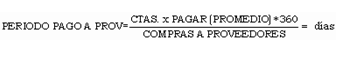 PERIODO PAGO A PROV= CTAS. x PAGAR (PROMEDIO) *360 = días
COMPRAS A PROVEEDORES